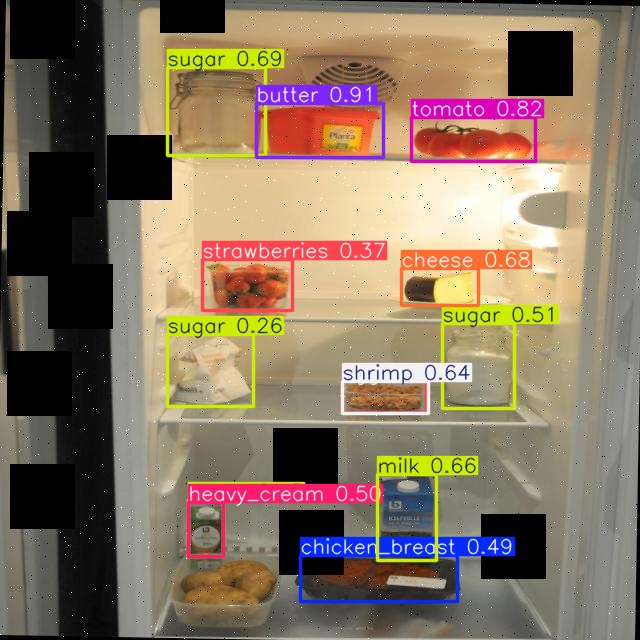 sugar 0.69
butter 0.91
tomato 0.82
Planta
strawberries 0.37
cheese 0.68
sugar 0.26
sugar 0.51
shrimp 0.64
milk 0.66
heavy_cream 0.50
chicken_breast 0.49